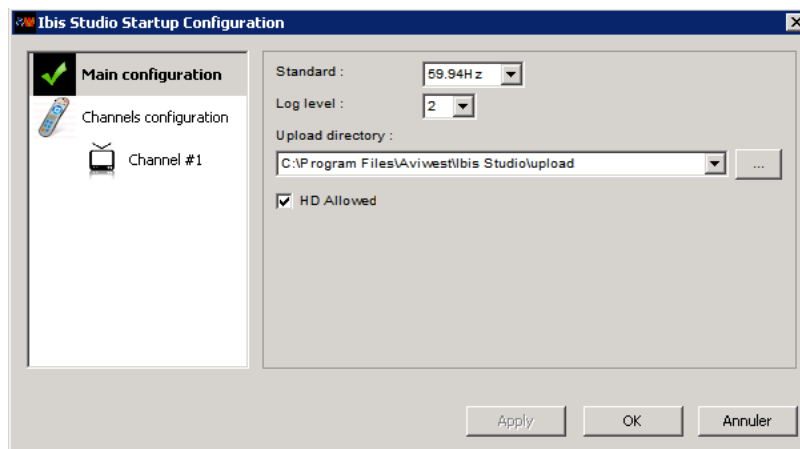 Ibis Studio Startup Configuration
Main configuration
Channels configuration
Channel #1
Standard :
59.94Hz
Log level :
2
Upload directory :
C:\Program Files\Aviwest\Ibis Studio\upload
...
HD Allowed
Apply
OK
Annuler